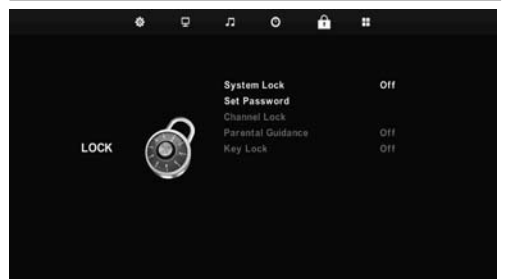 System Lock Off
Set Password
Channel Lock
Parental Guidance Off
Key Lock Off
LOCK